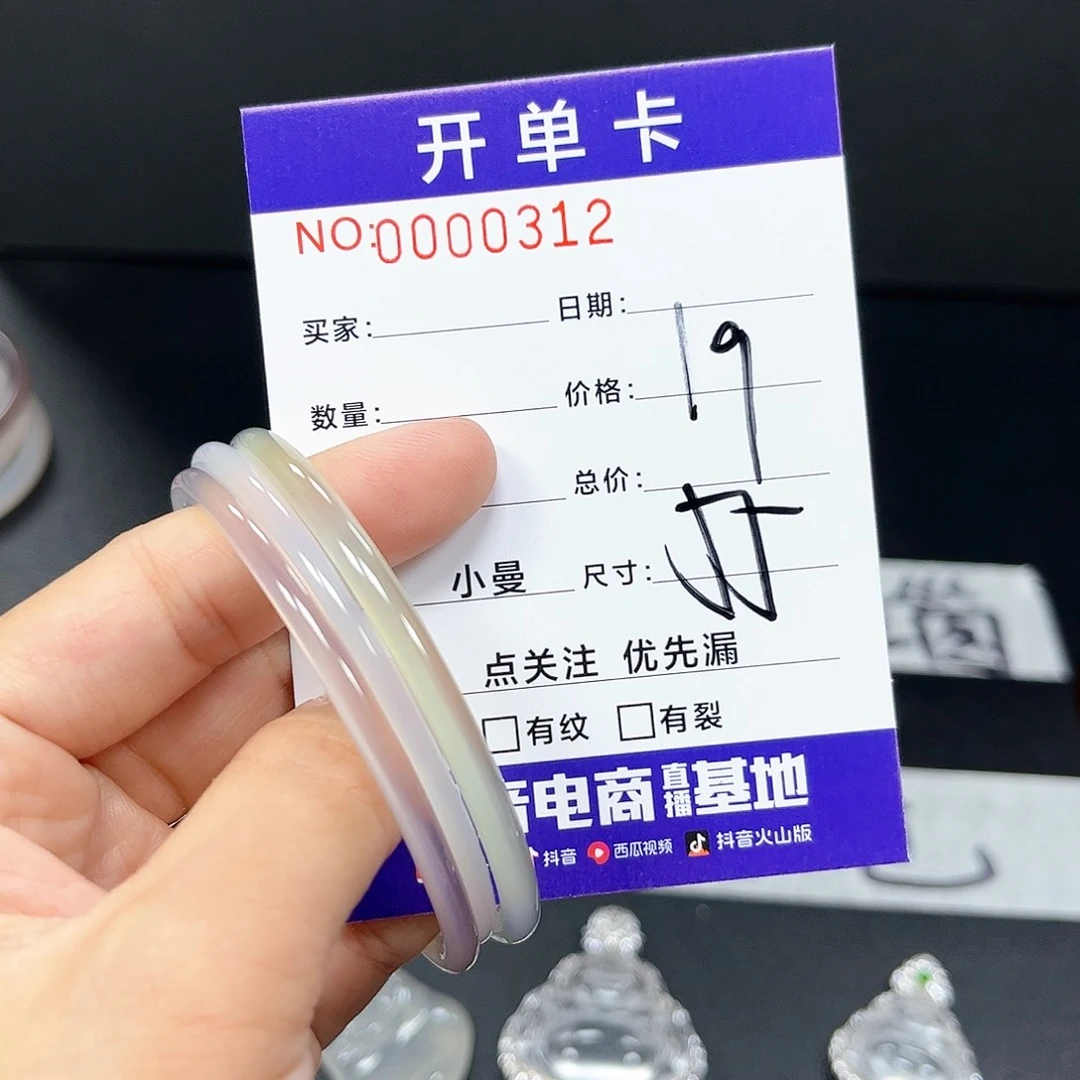 开单卡
NO:0000312
买家: 日期:
19
数量: 价格:
总价:
小曼 尺寸:
点关注 优先漏
□有纹 □有裂
音电商直播基地
抖音 西瓜视频 抖音火山版